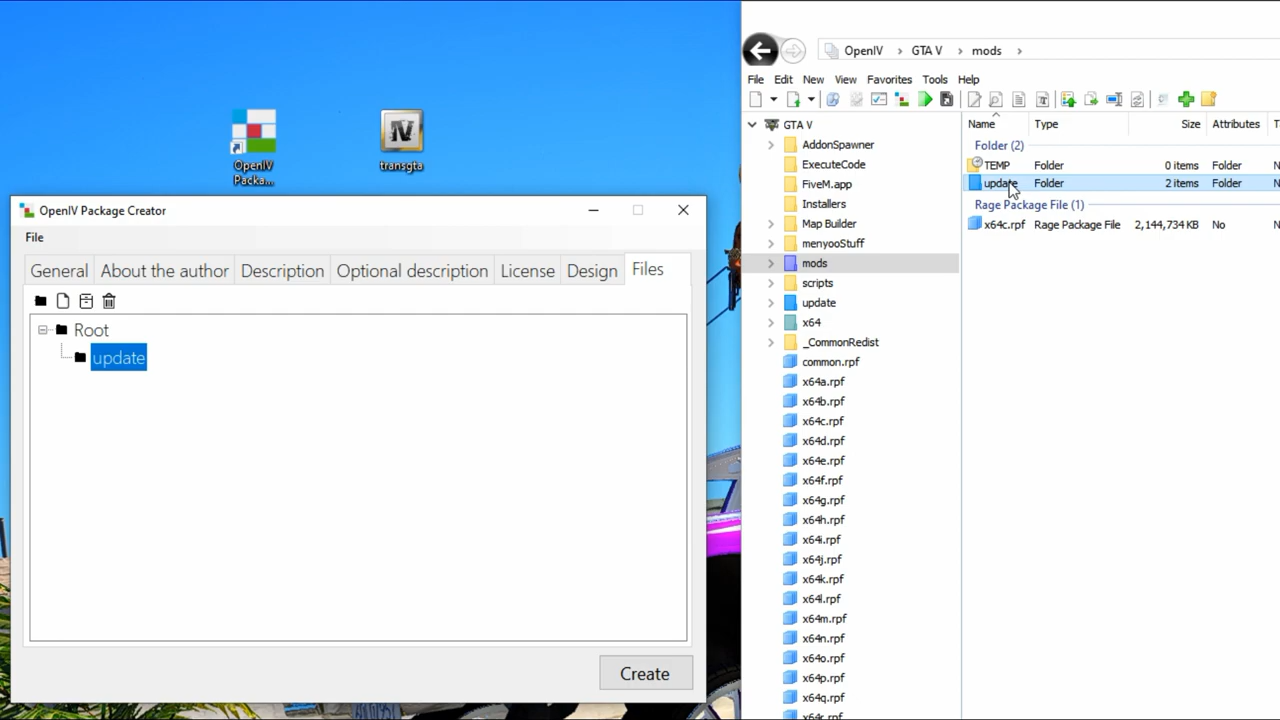 OpenIV
Packa...
transgta
OpenIV Package Creator
File
General
About the author
Description
Optional description
License
Design
Files
Root
update
Create
OpenIV > GTA V > mods >
File Edit New View Favorites Tools Help
GTA V
AddonSpawner
ExecuteCode
FiveM.app
Installers
Map Builder
menyooStuff
mods
scripts
update
x64
_CommonRedist
common.rpf
x64a.rpf
x64b.rpf
x64c.rpf
x64d.rpf
x64e.rpf
x64f.rpf
x64g.rpf
x64h.rpf
x64i.rpf
x64j.rpf
x64k.rpf
x64l.rpf
x64m.rpf
x64n.rpf
x64o.rpf
x64p.rpf
x64q.rpf
x64r.rpf
Name Type Size Attributes T
Folder (2)
TEMP Folder 0 items Folder N
update Folder 2 items Folder N
Rage Package File (1)
x64c.rpf Rage Package File 2,144,734 KB No N